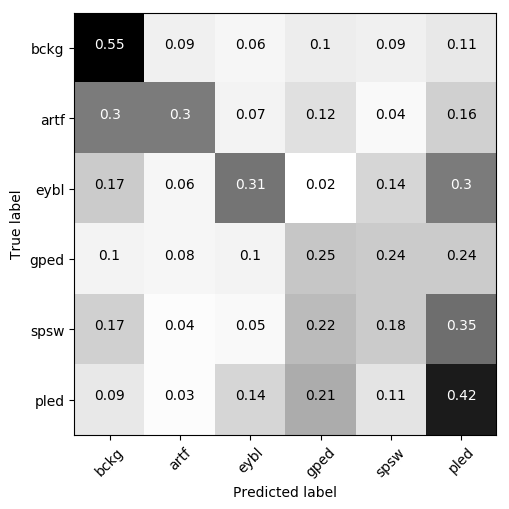 bckg 0.55 0.09 0.06 0.1 0.09 0.11
artf 0.3 0.3 0.07 0.12 0.04 0.16
eybl 0.17 0.06 0.31 0.02 0.14 0.3
gped 0.1 0.08 0.1 0.25 0.24 0.24
spsw 0.17 0.04 0.05 0.22 0.18 0.35
pled 0.09 0.03 0.14 0.21 0.11 0.42
True label
bckg artf eybl gped spsw pled
Predicted label